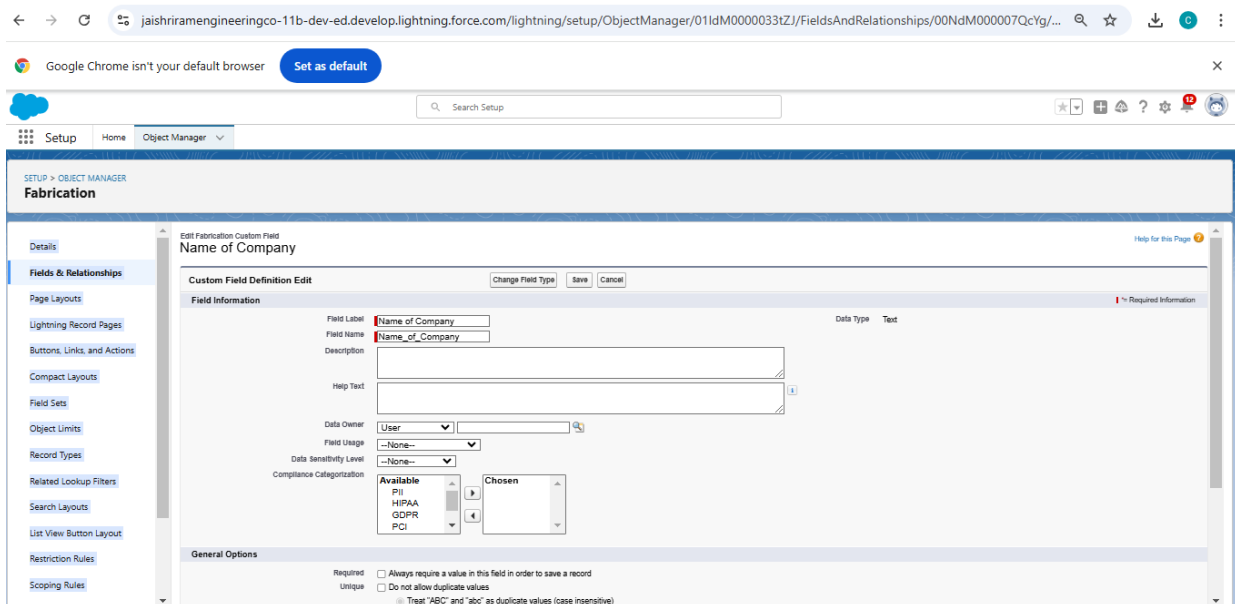 jaishriramengineeringco-11b-dev-ed.develop.lightning.force.com/lightning/setup/ObjectManager/01IdM0000033tZJ/FieldsAndRelationships/00NdM000007QcYg/...
C
Google Chrome isn't your default browser
Set as default
Search Setup
12
Setup
Home
Object Manager
SETUP > OBJECT MANAGER
Fabrication
Details
Fields & Relationships
Page Layouts
Lightning Record Pages
Buttons, Links, and Actions
Compact Layouts
Field Sets
Object Limits
Record Types
Related Lookup Filters
Search Layouts
List View Button Layout
Restriction Rules
Scoping Rules
Edit Fabrication Custom Field
Name of Company
Help for this Page
Custom Field Definition Edit
Change Field Type
Save
Cancel
Field Information
= Required Information
Field Label
Name of Company
Data Type
Text
Field Name
Name_of_Company
Description
Help Text
i
Data Owner
User
Field Usage
--None--
Data Sensitivity Level
--None--
Compliance Categorization
Available
PII
HIPAA
GDPR
PCI
Chosen
General Options
Required
Always require a value in this field in order to save a record
Unique
Do not allow duplicate values
Treat "ABC" and "abc" as duplicate values (case insensitive)